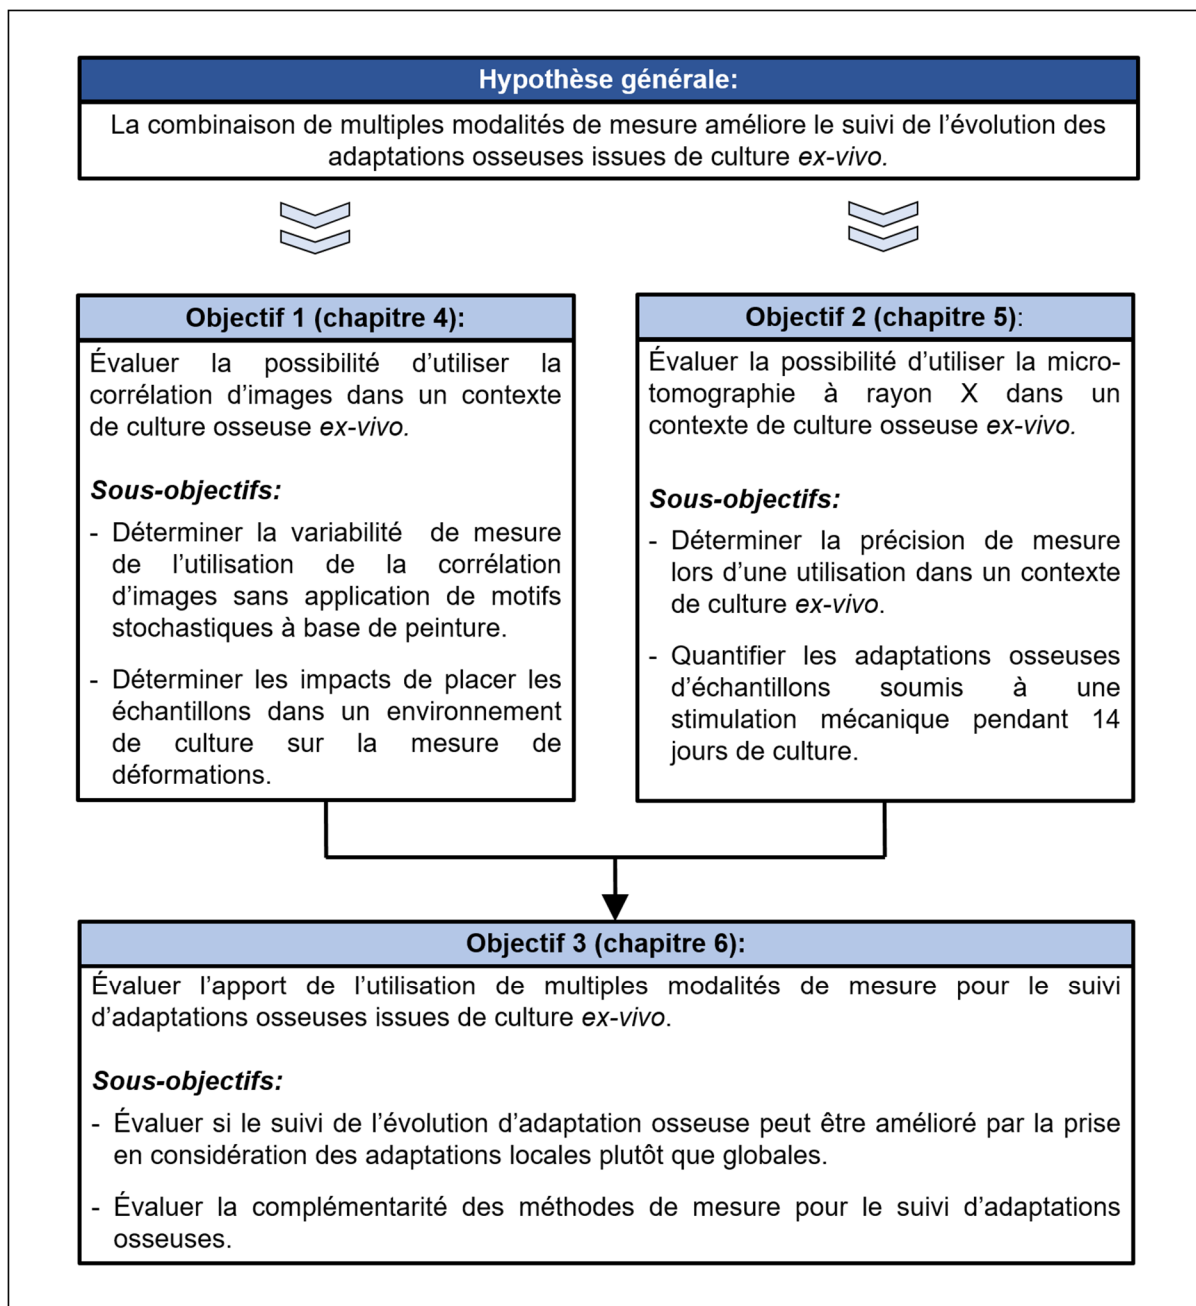 Hypothèse générale:
La combinaison de multiples modalités de mesure améliore le suivi de l’évolution des
adaptations osseuses issues de culture ex-vivo.
Objectif 1 (chapitre 4):
Évaluer la possibilité d’utiliser la
corrélation d’images dans un contexte
de culture osseuse ex-vivo.
Sous-objectifs:
- Déterminer la variabilité de mesure
de l’utilisation de la corrélation
d’images sans application de motifs
stochastiques à base de peinture.
- Déterminer les impacts de placer les
échantillons dans un environnement
de culture sur la mesure de
déformations.
Objectif 2 (chapitre 5):
Évaluer la possibilité d’utiliser la micro-
tomographie à rayon X dans un
contexte de culture osseuse ex-vivo.
Sous-objectifs:
- Déterminer la précision de mesure
lors d’une utilisation dans un contexte
de culture ex-vivo.
- Quantifier les adaptations osseuses
d’échantillons soumis à une
stimulation mécanique pendant 14
jours de culture.
Objectif 3 (chapitre 6):
Évaluer l’apport de l’utilisation de multiples modalités de mesure pour le suivi
d’adaptations osseuses issues de culture ex-vivo.
Sous-objectifs:
- Évaluer si le suivi de l’évolution d’adaptation osseuse peut être amélioré par la prise
en considération des adaptations locales plutôt que globales.
- Évaluer la complémentarité des méthodes de mesure pour le suivi d’adaptations
osseuses.